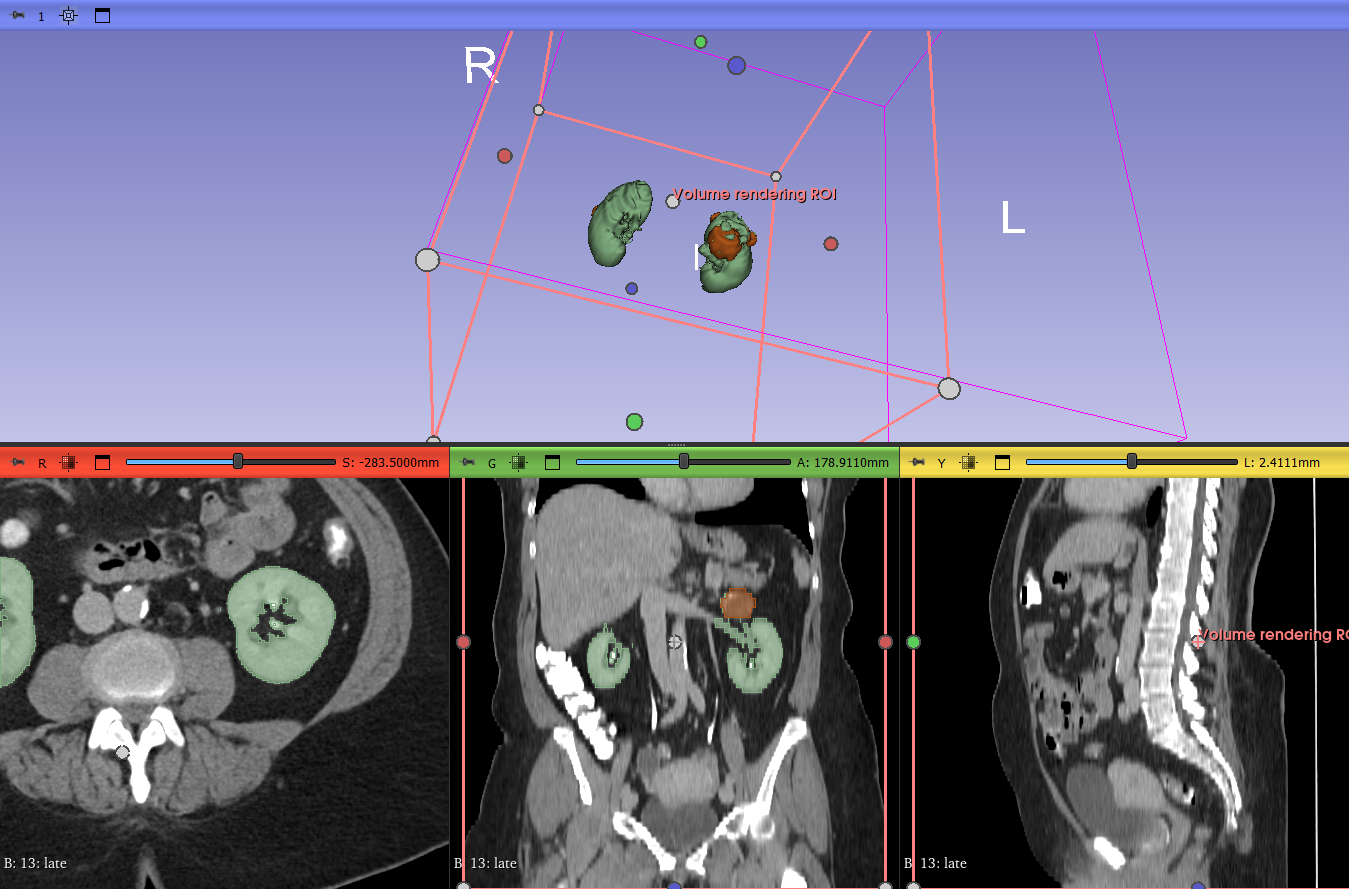 1
R
Volume rendering ROI
L
R
S: -283.5000mm
G
A: 178.9110mm
Y
L: 2.4111mm
Volume rendering RO
B: 13: late
B: 13: late
B: 13: late